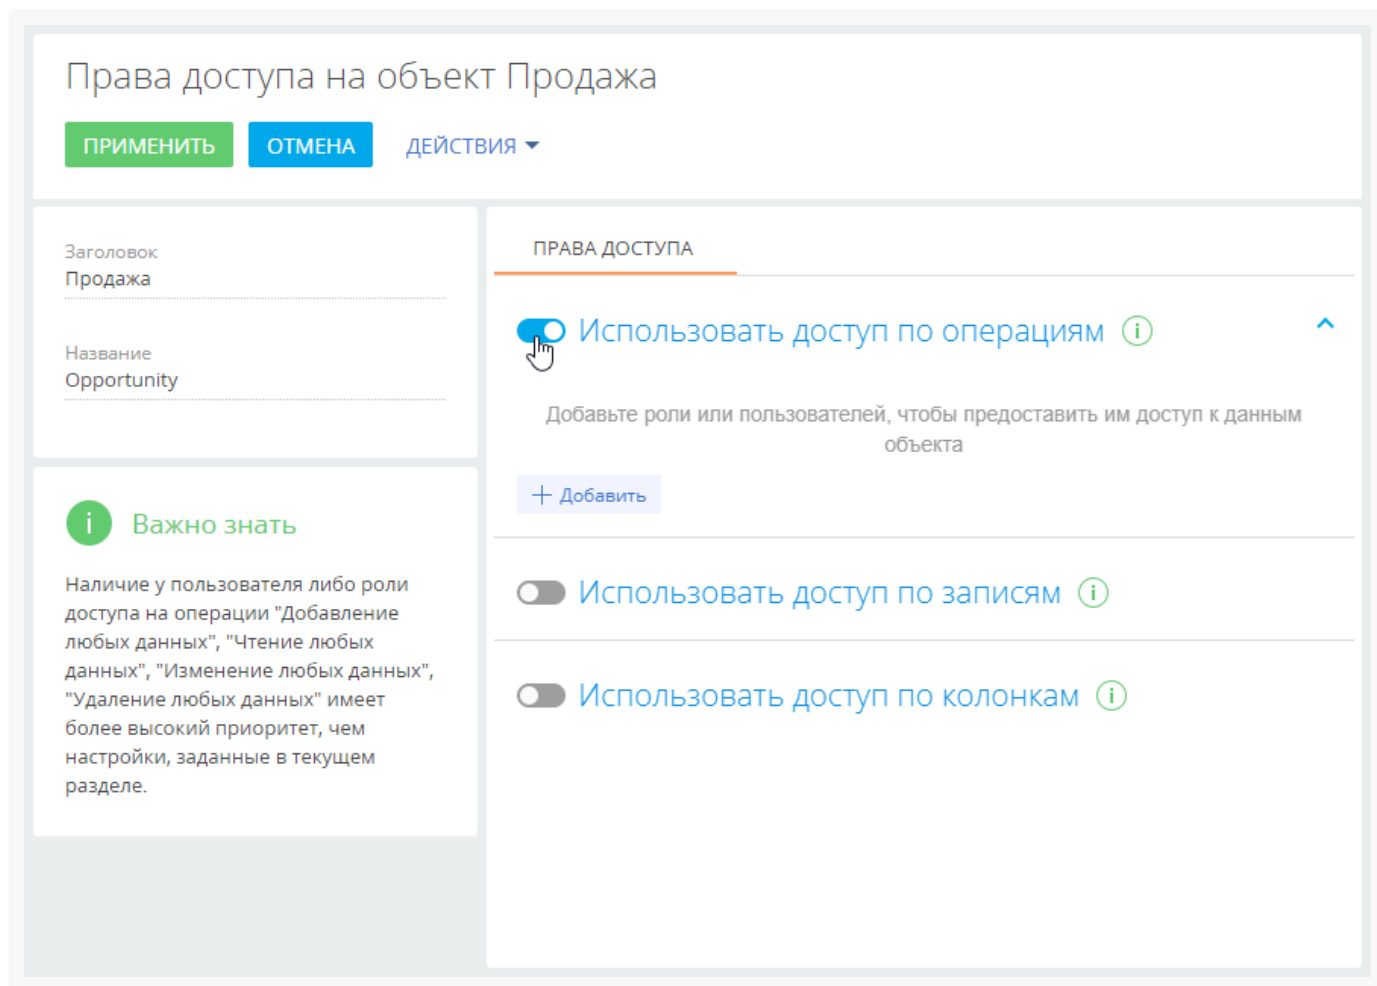 Права доступа на объект Продажа
ПРИМЕНИТЬ ОТМЕНА ДЕЙСТВИЯ
Заголовок
Продажа
Название
Opportunity
i Важно знать
Наличие у пользователя либо роли
доступа на операции "Добавление
любых данных", "Чтение любых
данных", "Изменение любых данных",
"Удаление любых данных" имеет
более высокий приоритет, чем
настройки, заданные в текущем
разделе.
ПРАВА ДОСТУПА
Использовать доступ по операциям i
Добавьте роли или пользователей, чтобы предоставить им доступ к данным
объекта
+ Добавить
Использовать доступ по записям i
Использовать доступ по колонкам i